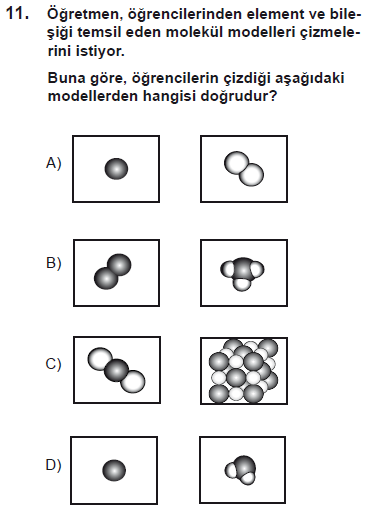 11. Öğretmen, öğrencilerinden element ve bile-
şiği temsil eden molekül modelleri çizmele-
rini istiyor.
Buna göre, öğrencilerin çizdiği aşağıdaki
modellerden hangisi doğrudur?
A)
B)
C)
D)